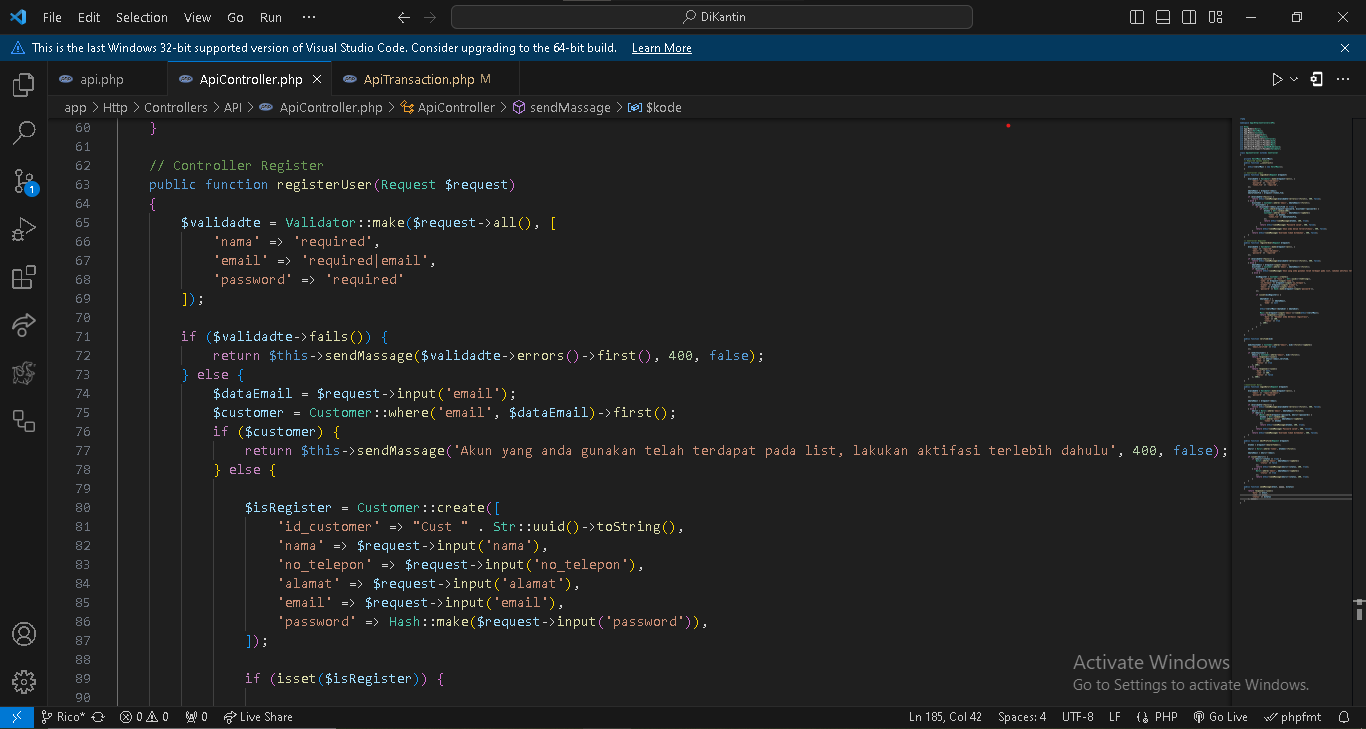 File Edit Selection View Go Run ··· DiKantin
This is the last Windows 32-bit supported version of Visual Studio Code. Consider upgrading to the 64-bit build. Learn More
api.php ApiController.php ApiTransaction.php M
app > Http > Controllers > API > ApiController.php > ApiController > sendMassage > $kode
60 }
61
62 // Controller Register
63 public function registerUser(Request $request)
64 {
65 $validadte = Validator::make($request->all(), [
66 'nama' => 'required',
67 'email' => 'required|email',
68 'password' => 'required'
69 ]);
70
71 if ($validadte->fails()) {
72 return $this->sendMassage($validadte->errors()->first(), 400, false);
73 } else {
74 $dataEmail = $request->input('email');
75 $customer = Customer::where('email', $dataEmail)->first();
76 if ($customer) {
77 return $this->sendMassage('Akun yang anda gunakan telah terdapat pada list, lakukan aktifasi terlebih dahulu', 400, false);
78 } else {
79
80 $isRegister = Customer::create([
81 'id_customer' => "Cust " . Str::uuid()->toString(),
82 'nama' => $request->input('nama'),
83 'no_telepon' => $request->input('no_telepon'),
84 'alamat' => $request->input('alamat'),
85 'email' => $request->input('email'),
86 'password' => Hash::make($request->input('password')),
87 ]);
88
89 if (isset($isRegister)) {
90
1
Activate Windows
Go to Settings to activate Windows.
Rico* 0 0 0 Live Share Ln 185, Col 42 Spaces: 4 UTF-8 LF PHP Go Live phpfmt